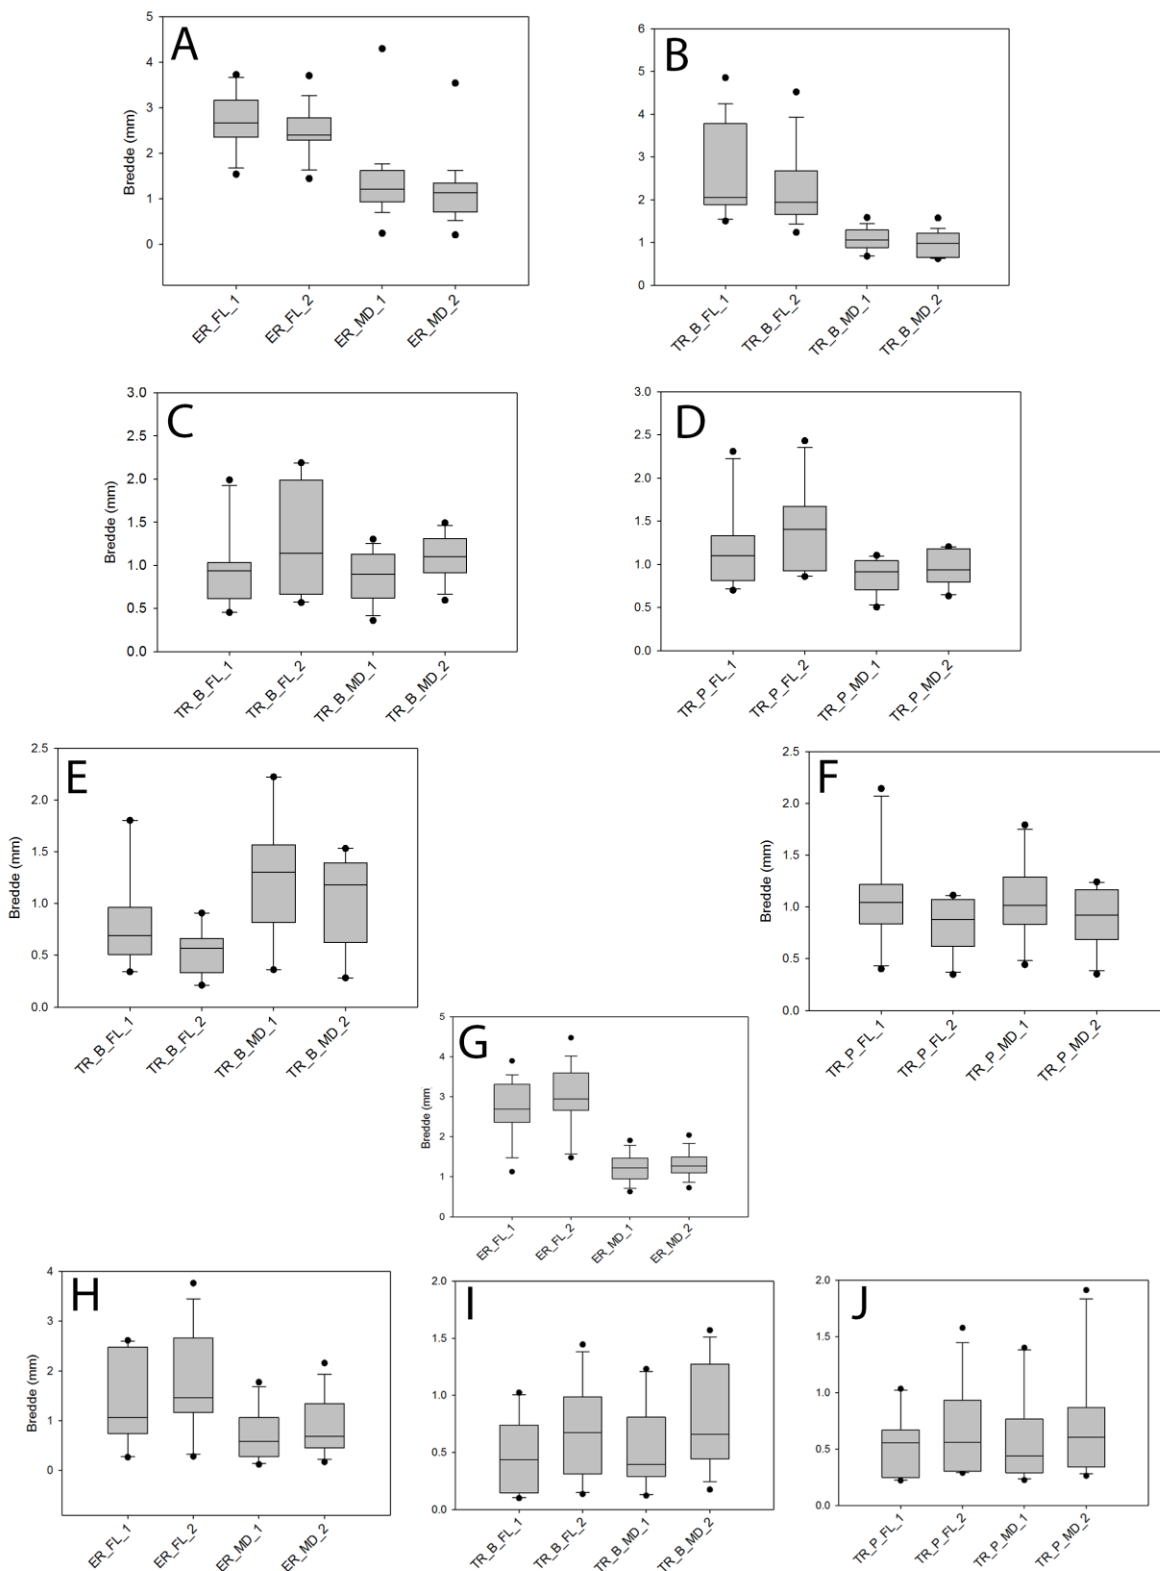 A
Bredde (mm)
5
4
3
2
1
0
ER_FL_1
ER_FL_2
ER_MD_1
ER_MD_2
B
6
5
4
3
2
1
0
TR_B_FL_1
TR_B_FL_2
TR_B_MD_1
TR_B_MD_2
C
Bredde (mm)
3.0
2.5
2.0
1.5
1.0
0.5
0.0
TR_B_FL_1
TR_B_FL_2
TR_B_MD_1
TR_B_MD_2
D
3.0
2.5
2.0
1.5
1.0
0.5
0.0
TR_P_FL_1
TR_P_FL_2
TR_P_MD_1
TR_P_MD_2
E
Bredde (mm)
2.5
2.0
1.5
1.0
0.5
0.0
TR_B_FL_1
TR_B_FL_2
TR_B_MD_1
TR_B_MD_2
F
Bredde (mm)
2.5
2.0
1.5
1.0
0.5
0.0
TR_P_FL_1
TR_P_FL_2
TR_P_MD_1
TR_P_MD_2
G
Bredde (mm
5
4
3
2
1
0
ER_FL_1
ER_FL_2
ER_MD_1
ER_MD_2
H
Bredde (mm)
4
3
2
1
0
ER_FL_1
ER_FL_2
ER_MD_1
ER_MD_2
I
2.0
1.5
1.0
0.5
0.0
TR_B_FL_1
TR_B_FL_2
TR_B_MD_1
TR_B_MD_2
J
2.0
1.5
1.0
0.5
0.0
TR_P_FL_1
TR_P_FL_2
TR_P_MD_1
TR_P_MD_2